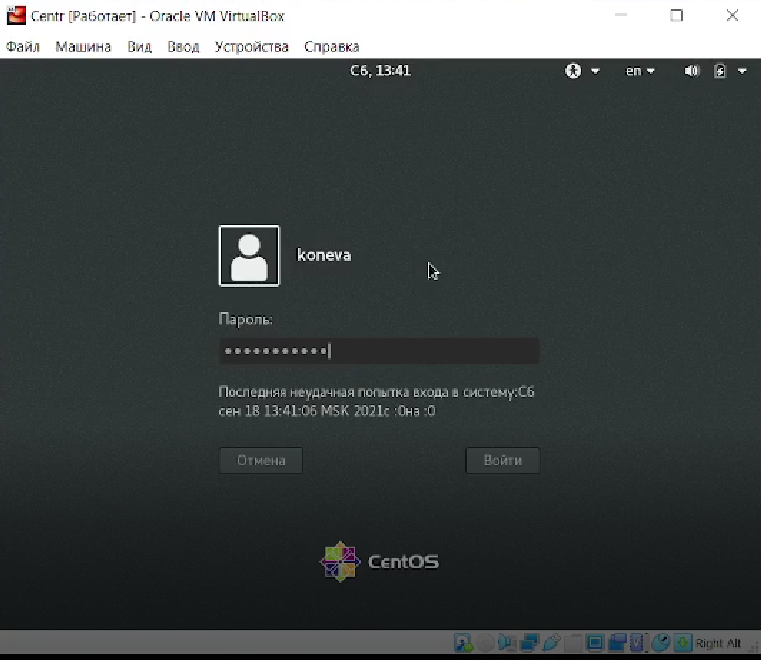 Centr [Работает] - Oracle VM VirtualBox
Файл Машина Вид Ввод Устройства Справка
Сб, 13:41
en
koneva
Пароль:
Последняя неудачная попытка входа в систему:Сб
сен 18 13:41:06 MSK 2021с :0на :0
Отмена Войти
CentOS
Right Alt